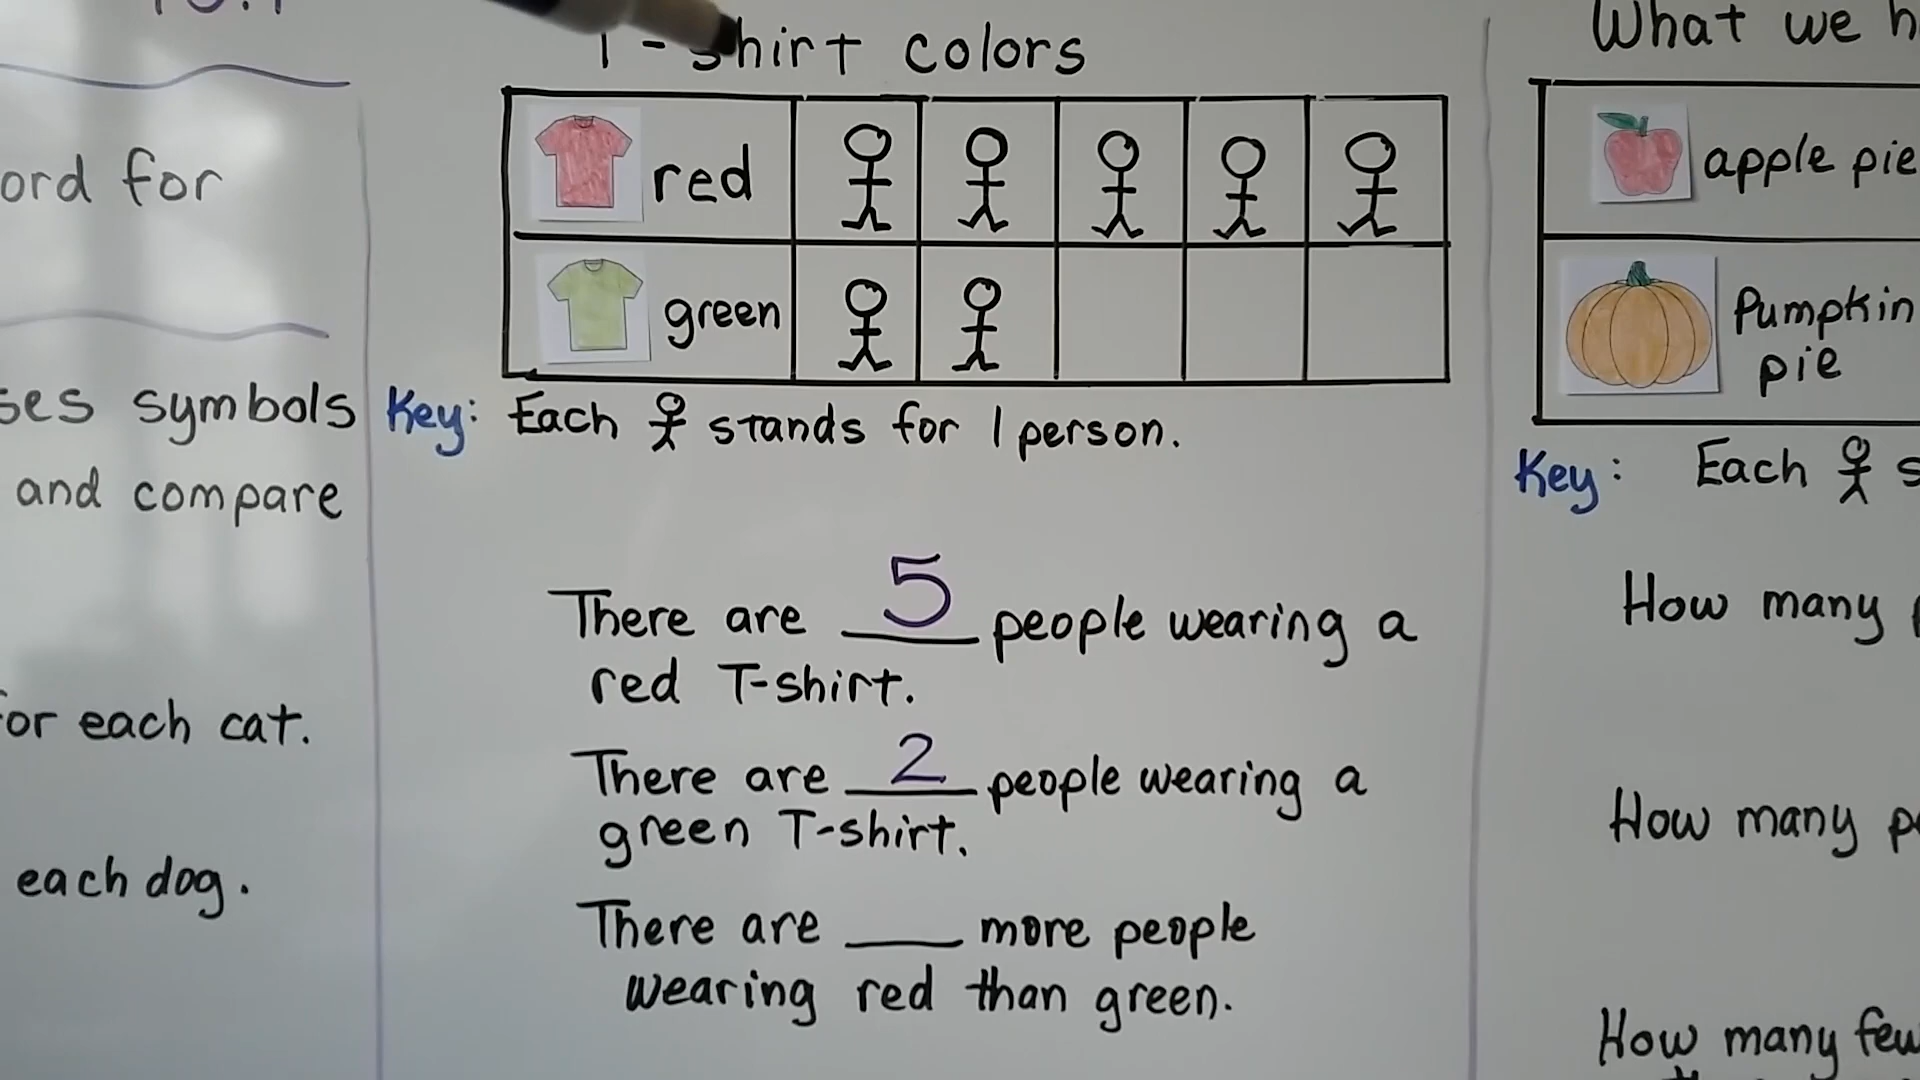 T-shirt colors
red
green
Key: Each stands for 1 person.
There are 5 people wearing a
red T-shirt.
There are 2 people wearing a
green T-shirt.
There are ___ more people
wearing red than green.
ord for
ses symbols
and compare
for each cat.
each dog.
What we h
apple pie
Pumpkin
pie
Key: Each s
How many
How many pe
How many few